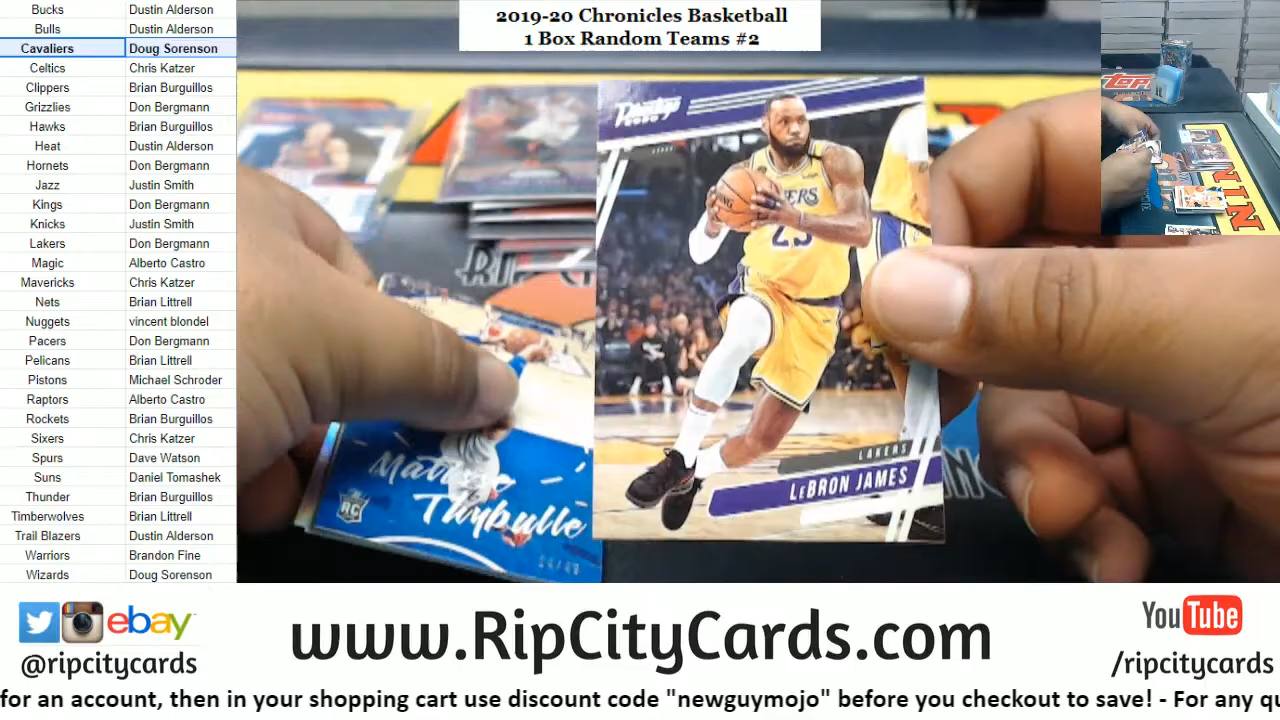 Bucks Dustin Alderson
Bulls Dustin Alderson
Cavaliers Doug Sorenson
Celtics Chris Katzer
Clippers Brian Burguillos
Grizzlies Don Bergmann
Hawks Brian Burguillos
Heat Dustin Alderson
Hornets Don Bergmann
Jazz Justin Smith
Kings Don Bergmann
Knicks Justin Smith
Lakers Don Bergmann
Magic Alberto Castro
Mavericks Chris Katzer
Nets Brian Littrell
Nuggets vincent blondel
Pacers Don Bergmann
Pelicans Brian Littrell
Pistons Michael Schroder
Raptors Alberto Castro
Rockets Brian Burguillos
Sixers Chris Katzer
Spurs Dave Watson
Suns Daniel Tomashek
Thunder Brian Burguillos
Timberwolves Brian Littrell
Trail Blazers Dustin Alderson
Warriors Brandon Fine
Wizards Doug Sorenson
2019-20 Chronicles Basketball
1 Box Random Teams #2
LAKERS
LEBRON JAMES
23
Thybulle
RC
RIP
TOPPS
ebay
@ripcitycards
www.RipCityCards.com
YouTube
/ripcitycards
for an account, then in your shopping cart use discount code "newguymojo" before you checkout to save! - For any qu